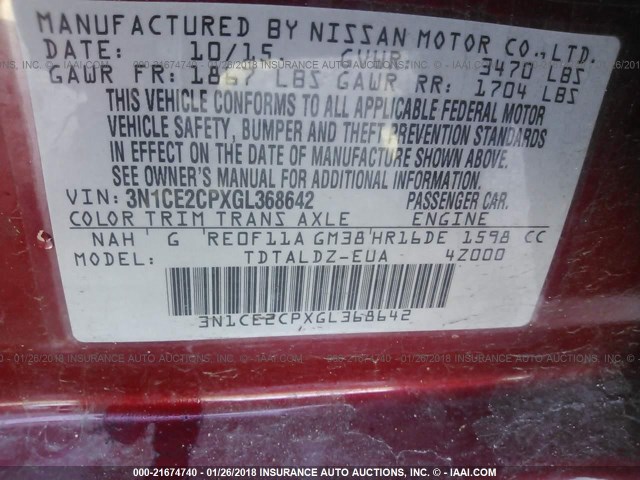 MANUFACTURED BY NISSAN MOTOR CO., LTD.
DATE: 10/15 GVWR: 3470 LBS
GAWR FR: 1867 LBS GAWR RR: 1704 LBS
THIS VEHICLE CONFORMS TO ALL APPLICABLE FEDERAL MOTOR
VEHICLE SAFETY, BUMPER AND THEFT PREVENTION STANDARDS
IN EFFECT ON THE DATE OF MANUFACTURE SHOWN ABOVE.
SEE OWNER'S MANUAL FOR ADDITIONAL INFORMATION.
VIN: 3N1CE2CPXGL368642 PASSENGER CAR.
COLOR TRIM TRANS AXLE ENGINE
NAH G RE0F11A GM38 HR16DE 1598 CC
MODEL: TDTALDZ-EUA 4Z000
3N1CE2CPXGL368642
000-21674740 - 01/26/2018 INSURANCE AUTO AUCTIONS - © - IAAI.COM